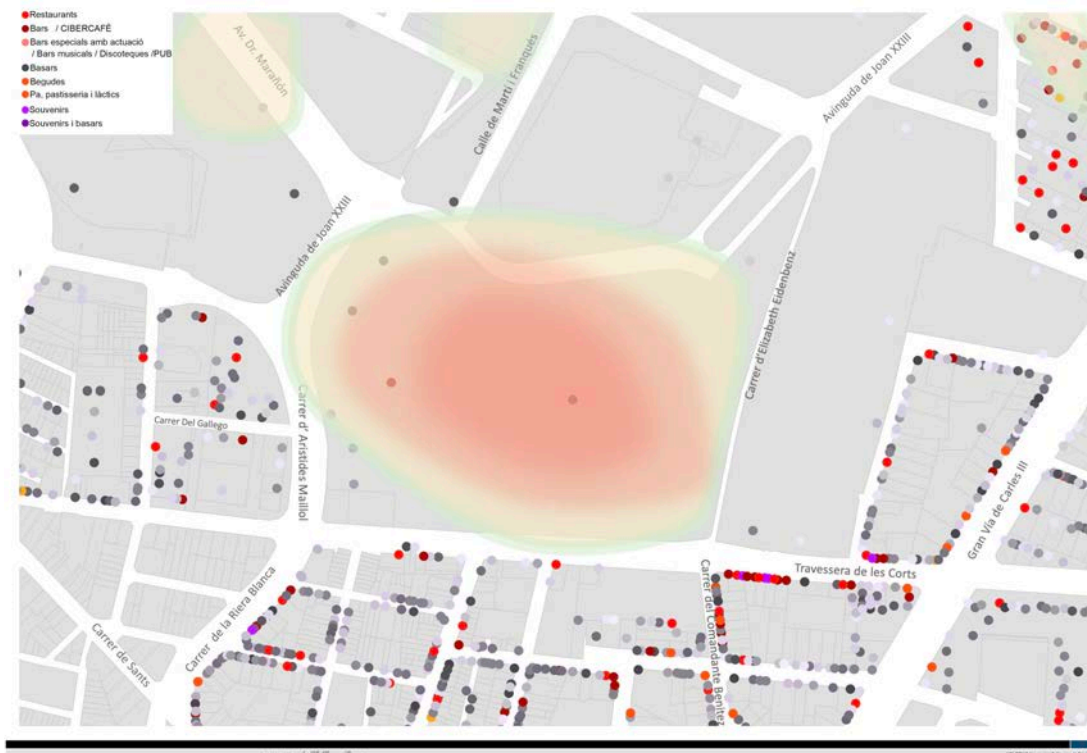 Restaurants
Bars / CIBERCAFÉ
Bars especials amb actuació
/ Bars musicals / Discoteques /PUB
Basars
Begudes
Pa, pastisseria i làctics
Souvenirs
Souvenirs i basars
Av. Dr. Marañón
Calle de Martí i Franquès
Avinguda de Joan XXIII
Avinguda de Joan XXIII
Carrer d'Elizabeth Eidenbenz
Carrer Del Gallego
Carrer d' Aristides Maillol
Gran Vía de Carles III
Travessera de les Corts
Carrer de la Riera Blanca
Carrer del Comandante Benítez
Carrer de Sants